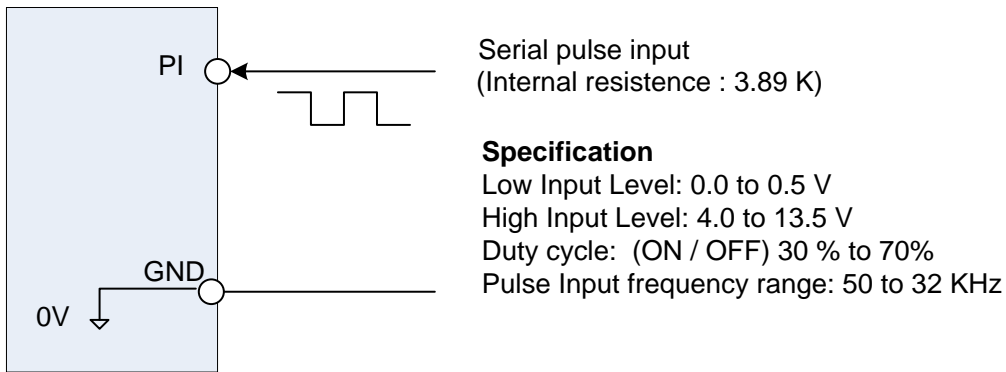 PI
Serial pulse input
(Internal resistence : 3.89 K)
Specification
Low Input Level: 0.0 to 0.5 V
High Input Level: 4.0 to 13.5 V
Duty cycle: (ON / OFF) 30 % to 70%
Pulse Input frequency range: 50 to 32 KHz
GND
0V